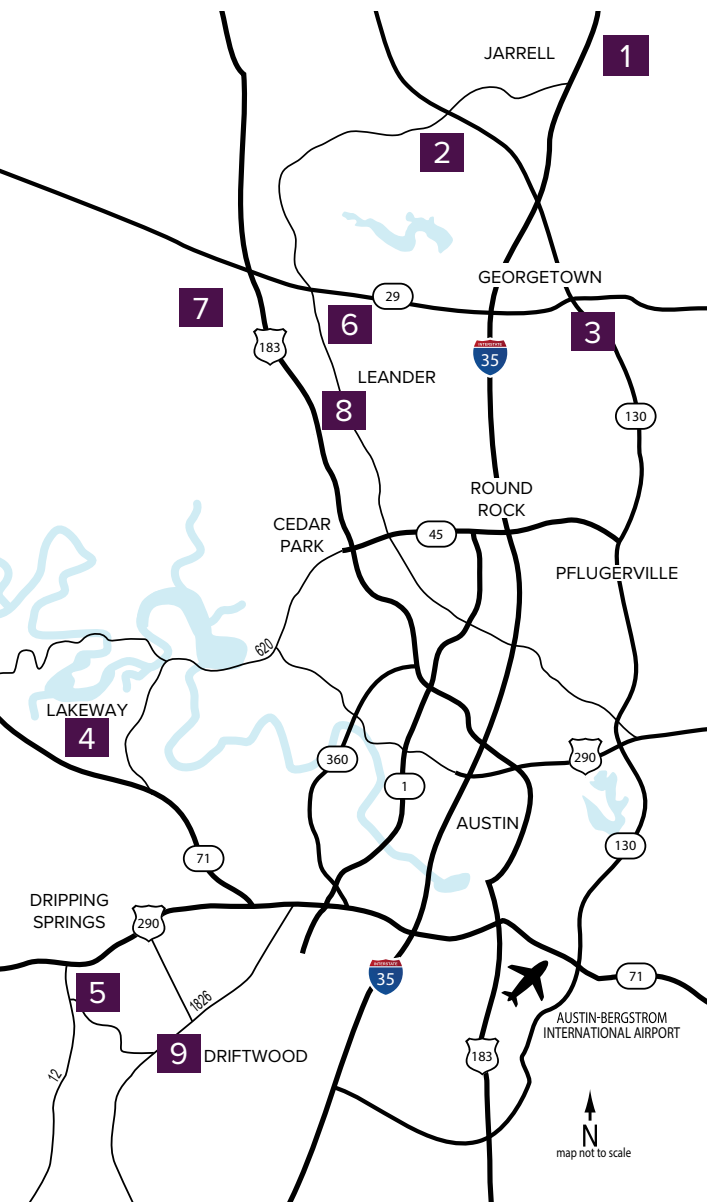 JARRELL
1
2
GEORGETOWN
7
29
6
3
183
INTERSTATE
35
LEANDER
8
130
ROUND
ROCK
CEDAR
PARK
45
PFLUGERVILLE
620
LAKEWAY
4
360
290
1
AUSTIN
130
71
DRIPPING
SPRINGS
290
INTERSTATE
35
71
5
1826
AUSTIN-BERGSTROM
INTERNATIONAL AIRPORT
9
DRIFTWOOD
183
12
N
map not to scale